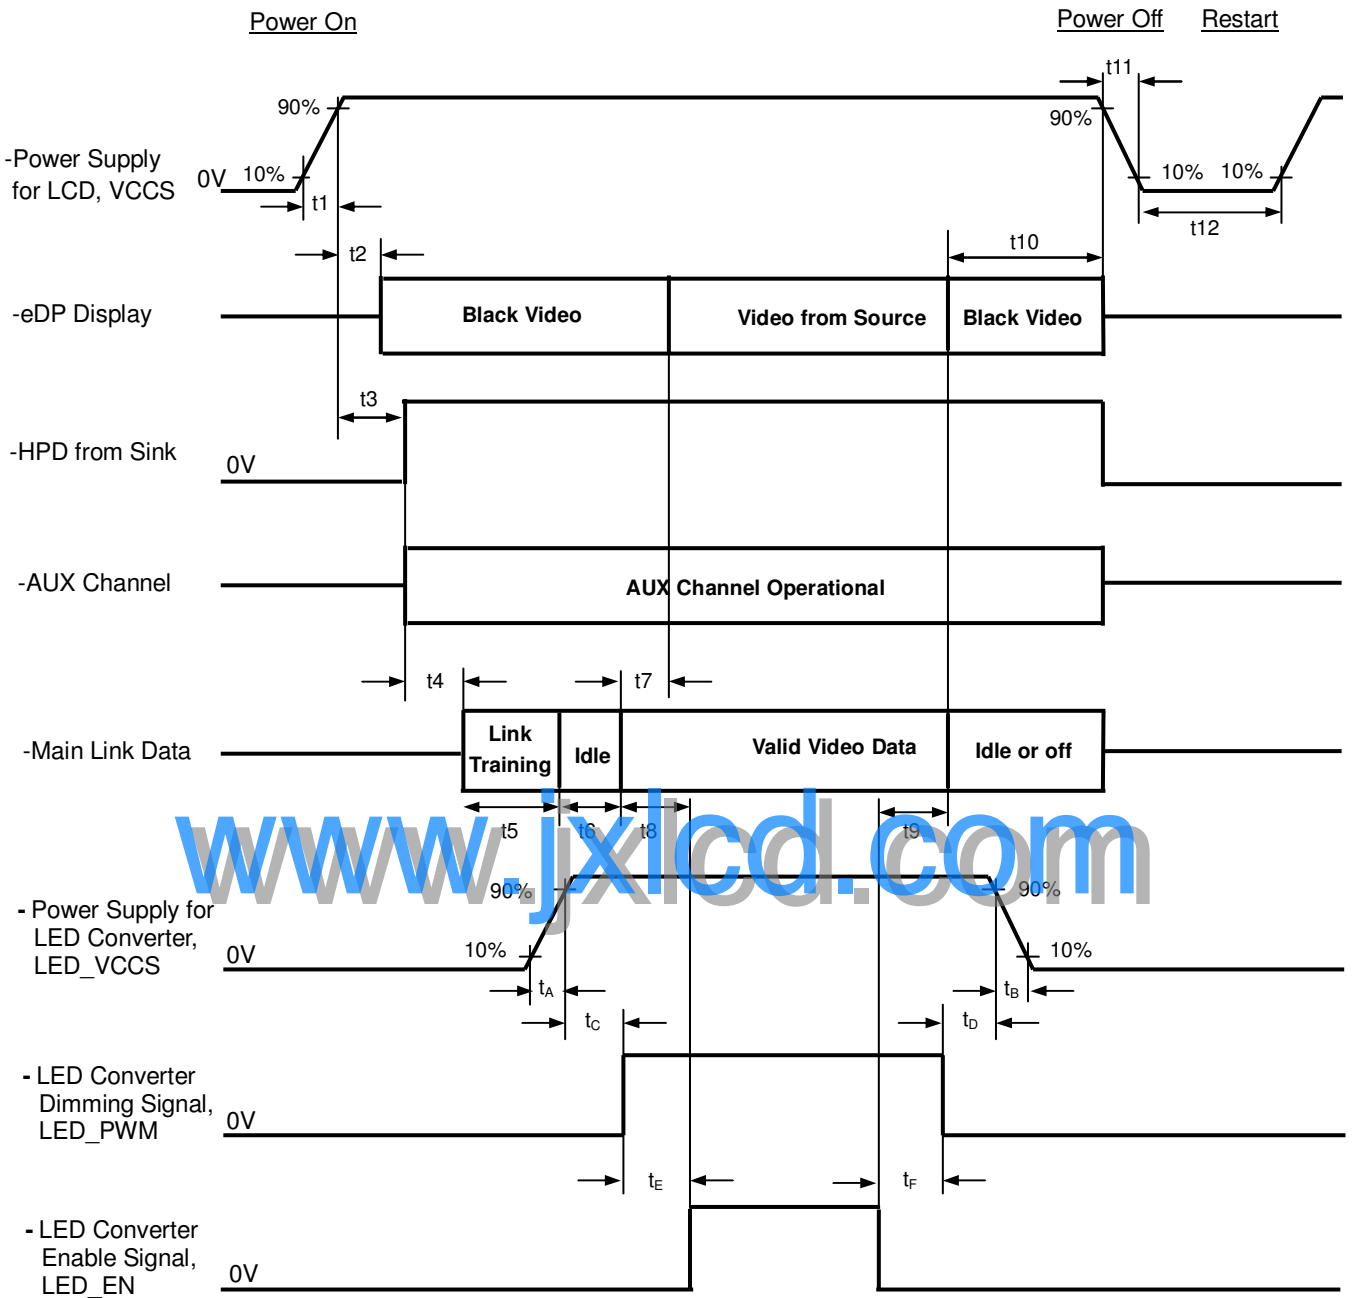 Power On
Power Off
Restart
t11
90%
90%
-Power Supply
for LCD, VCCS
0V
10%
10%
10%
t1
t12
t2
t10
-eDP Display
Black Video
Video from Source
Black Video
t3
-HPD from Sink
0V
-AUX Channel
AUX Channel Operational
t4
t7
-Main Link Data
Link
Training
Idle
Valid Video Data
Idle or off
t5
t6
t8
t9
www.jxlcd.com
90%
90%
- Power Supply for
LED Converter,
LED_VCCS
0V
10%
10%
tA
tB
tC
tD
- LED Converter
Dimming Signal,
LED_PWM
0V
tE
tF
- LED Converter
Enable Signal,
LED_EN
0V